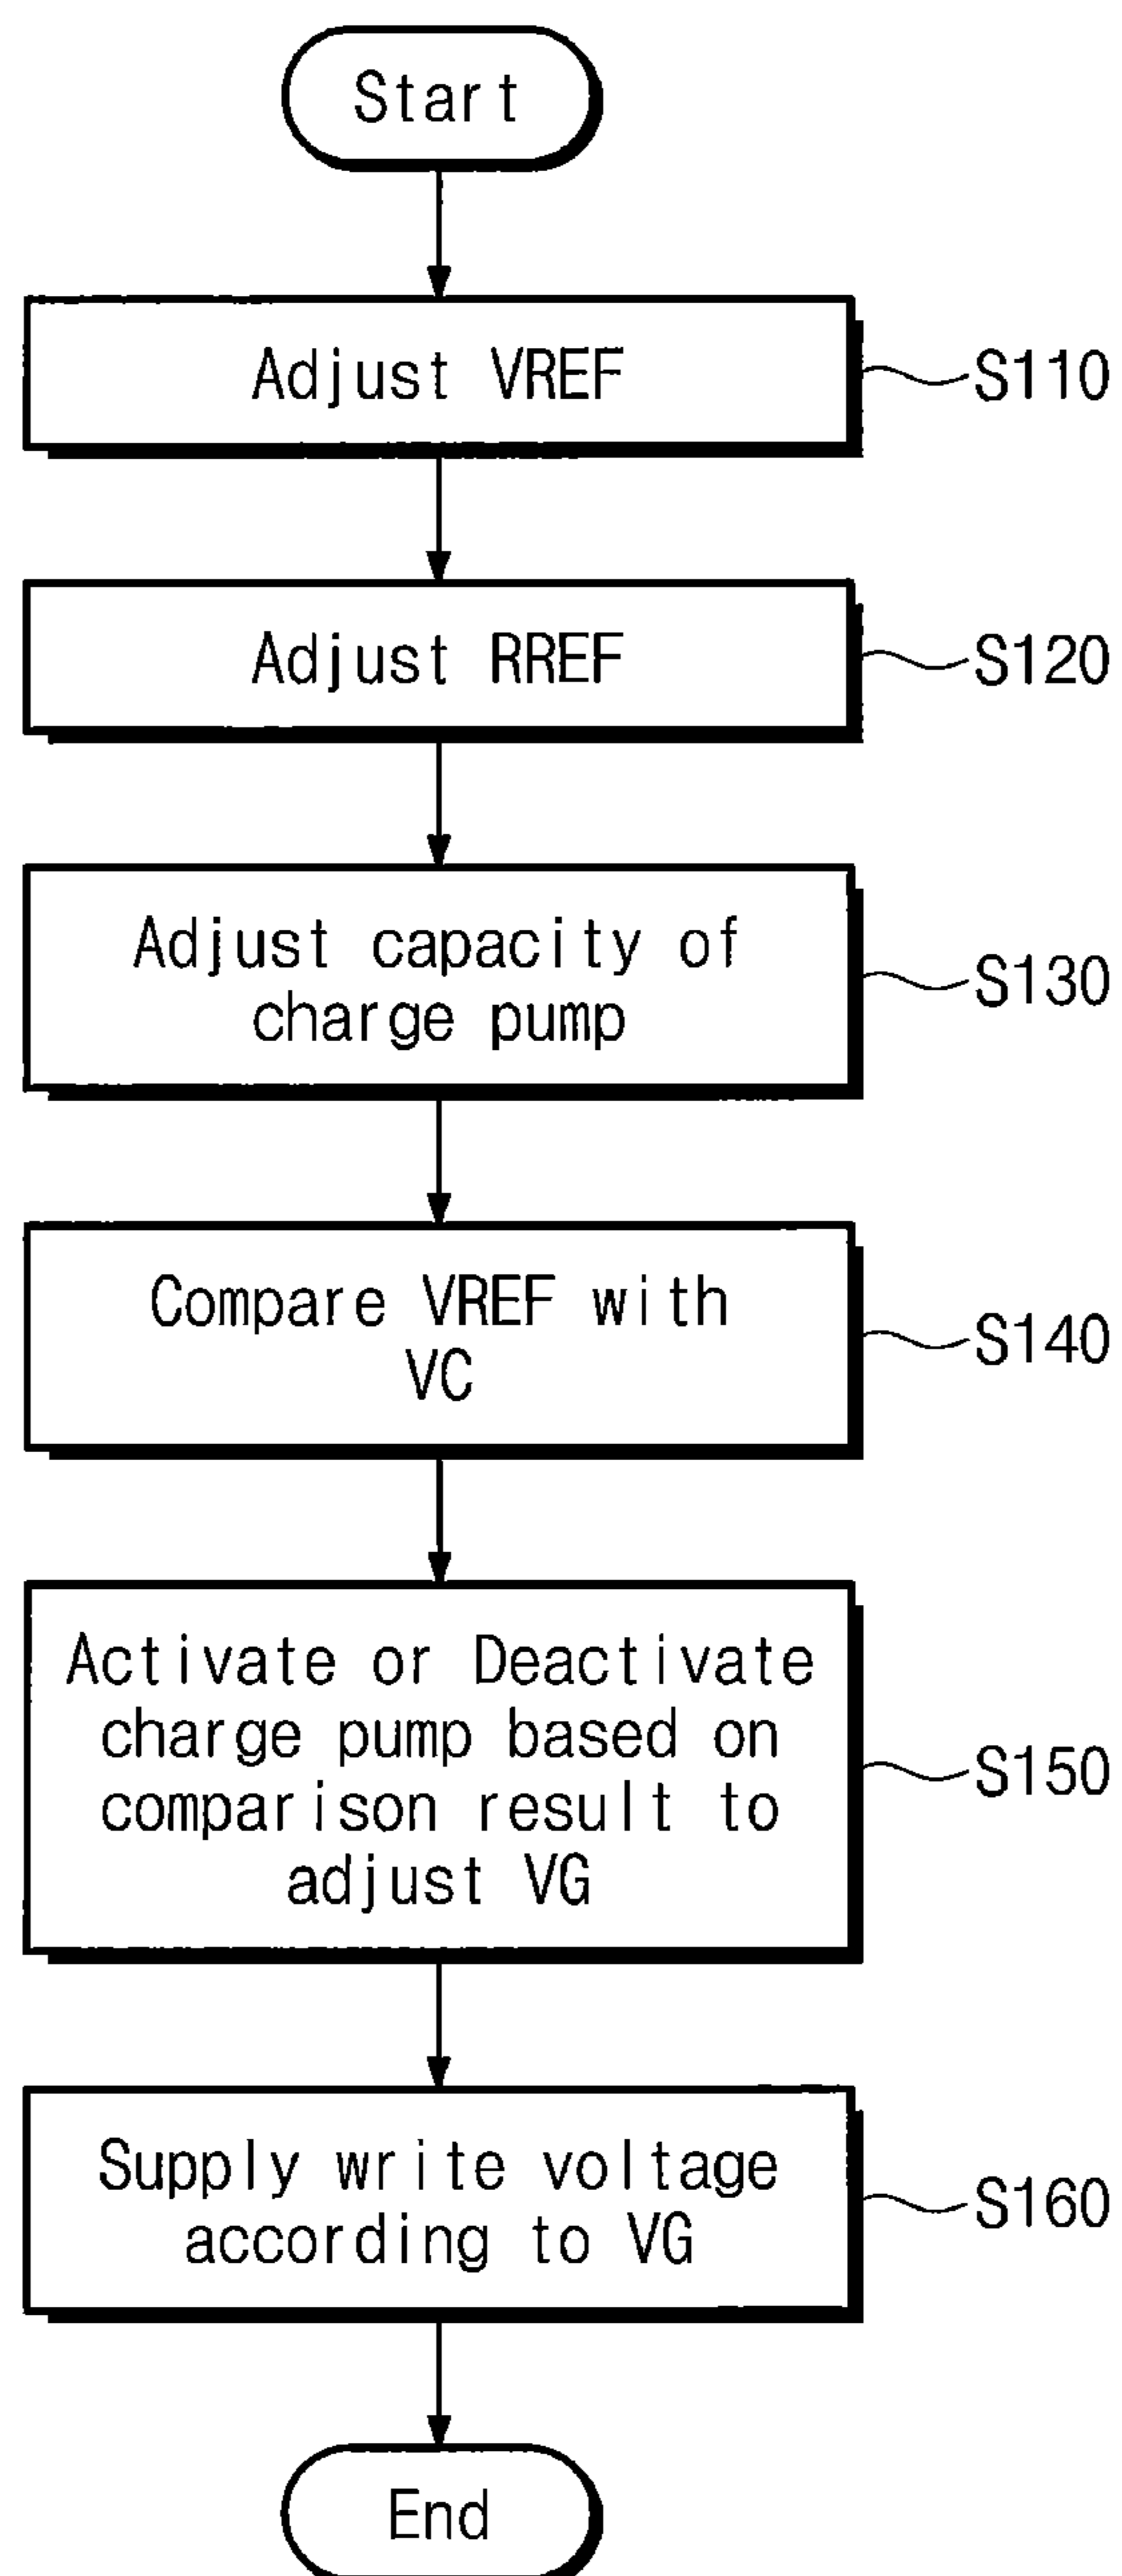 Start
Adjust VREF
S110
Adjust RREF
S120
Adjust capacity of
charge pump
S130
Compare VREF with
VC
S140
Activate or Deactivate
charge pump based on
comparison result to
adjust VG
S150
Supply write voltage
according to VG
S160
End